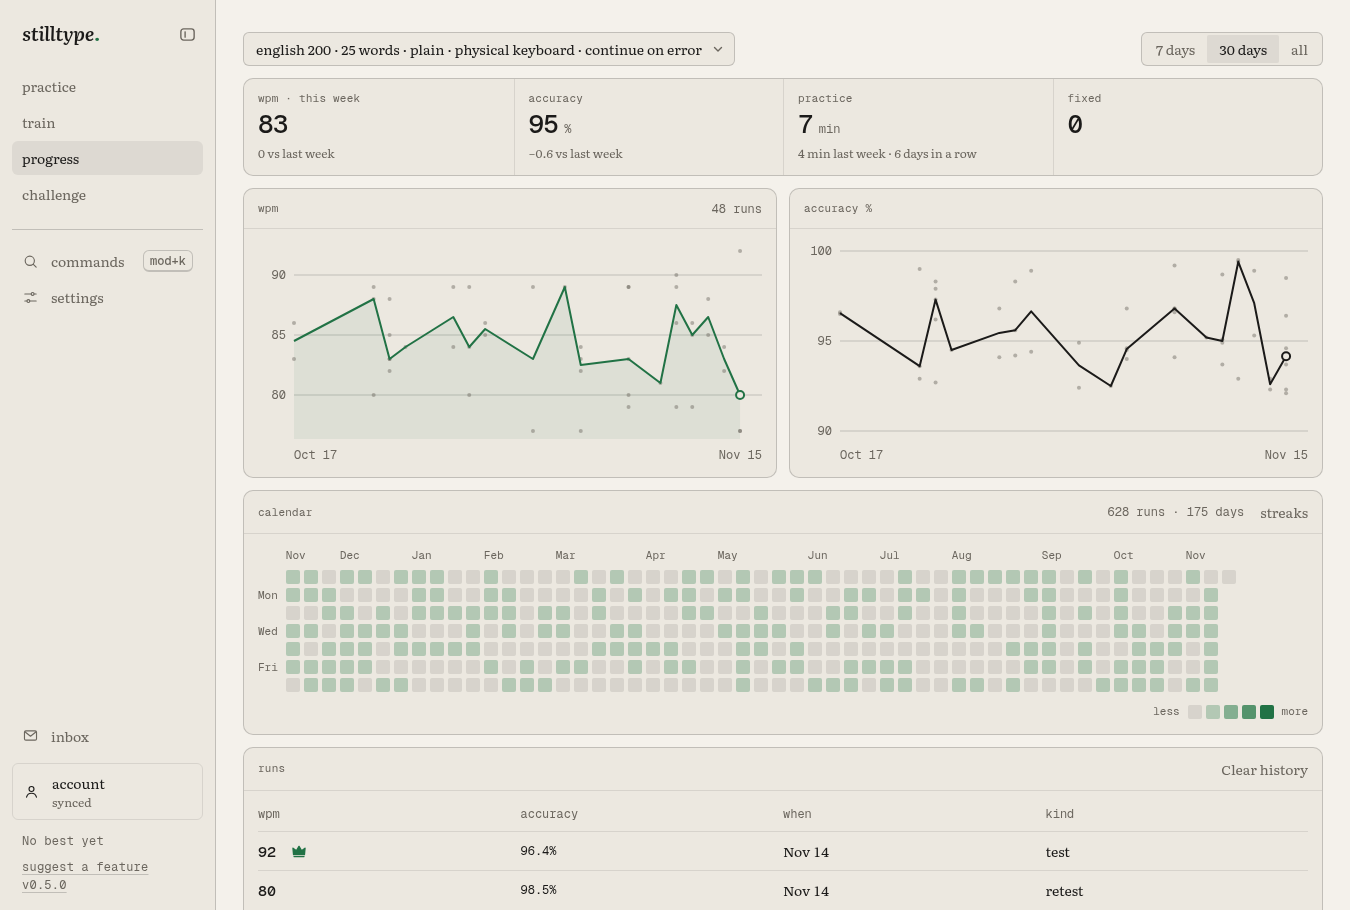 stilltype.
practice
train
progress
challenge
commands mod+k
settings
inbox
account
synced
No best yet
suggest a feature
v0.5.0
english 200 · 25 words · plain · physical keyboard · continue on error
7 days 30 days all
wpm · this week
83
0 vs last week
accuracy
95 %
−0.6 vs last week
practice
7 min
4 min last week · 6 days in a row
fixed
0
wpm 48 runs
90
85
80
Oct 17 Nov 15
accuracy %
100
95
90
Oct 17 Nov 15
calendar 628 runs · 175 days streaks
Nov Dec Jan Feb Mar Apr May Jun Jul Aug Sep Oct Nov
Mon
Wed
Fri
less more
runs Clear history
wpm accuracy when kind
92 96.4% Nov 14 test
80 98.5% Nov 14 retest